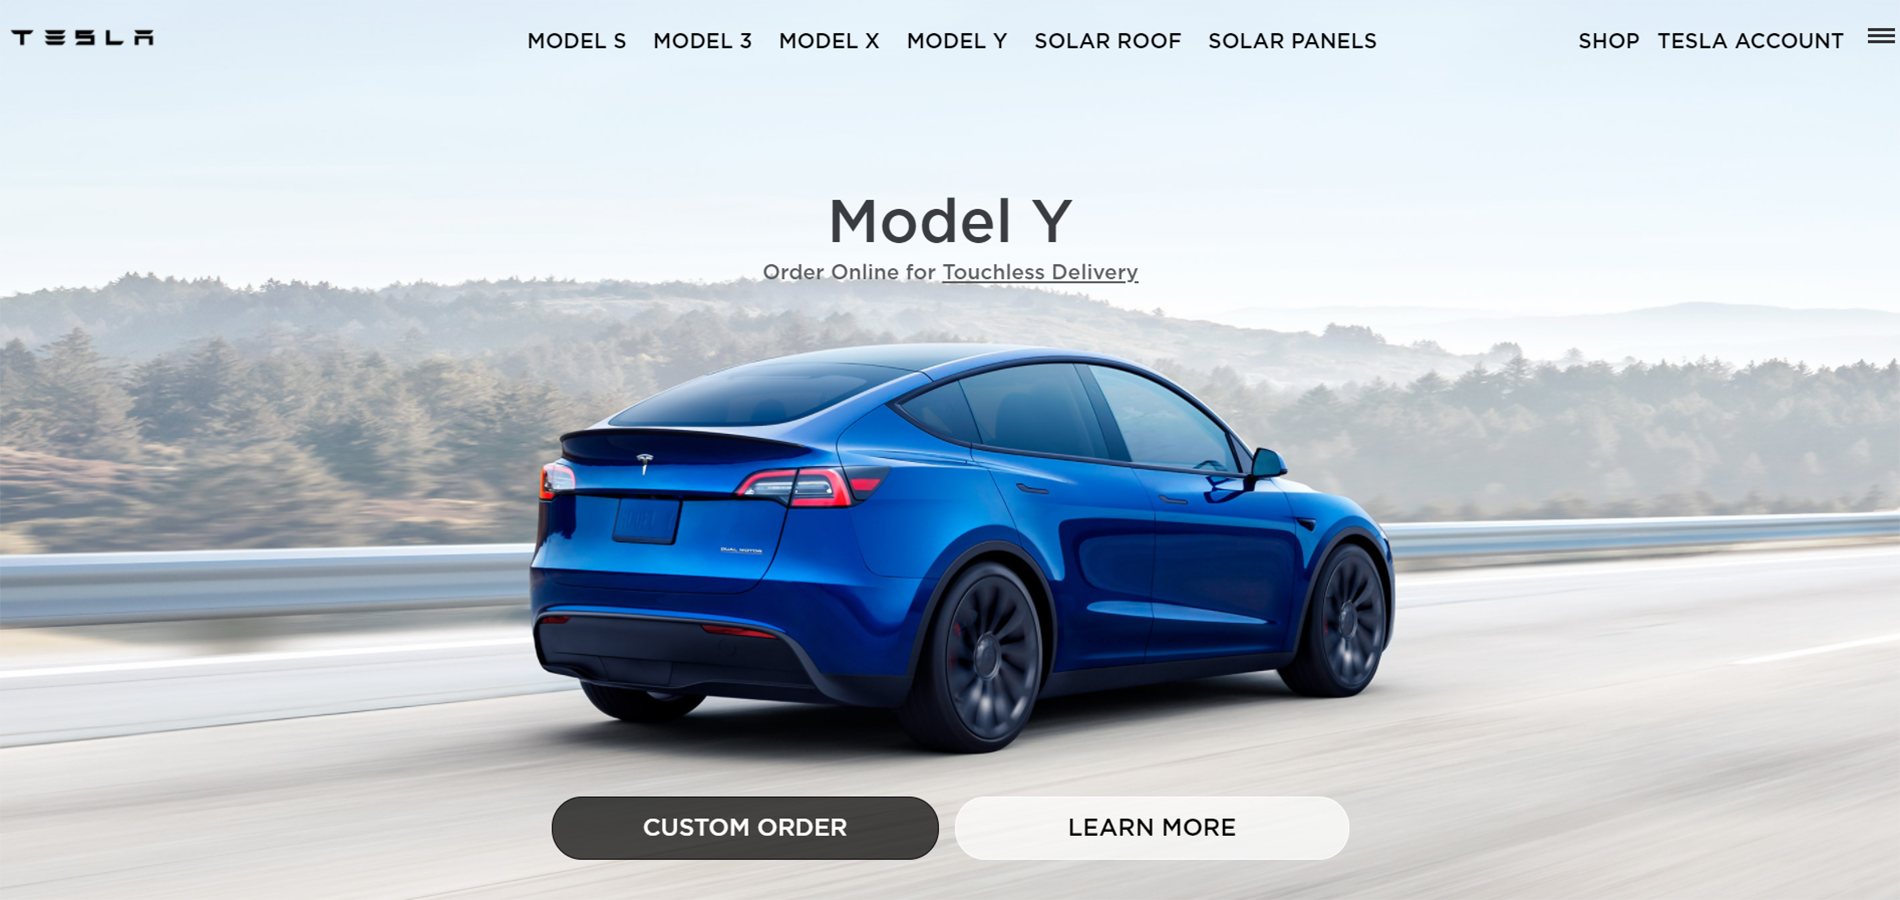 TESLA
MODEL S MODEL 3 MODEL X MODEL Y SOLAR ROOF SOLAR PANELS
SHOP TESLA ACCOUNT
Model Y
Order Online for Touchless Delivery
DUAL MOTOR
CUSTOM ORDER
LEARN MORE